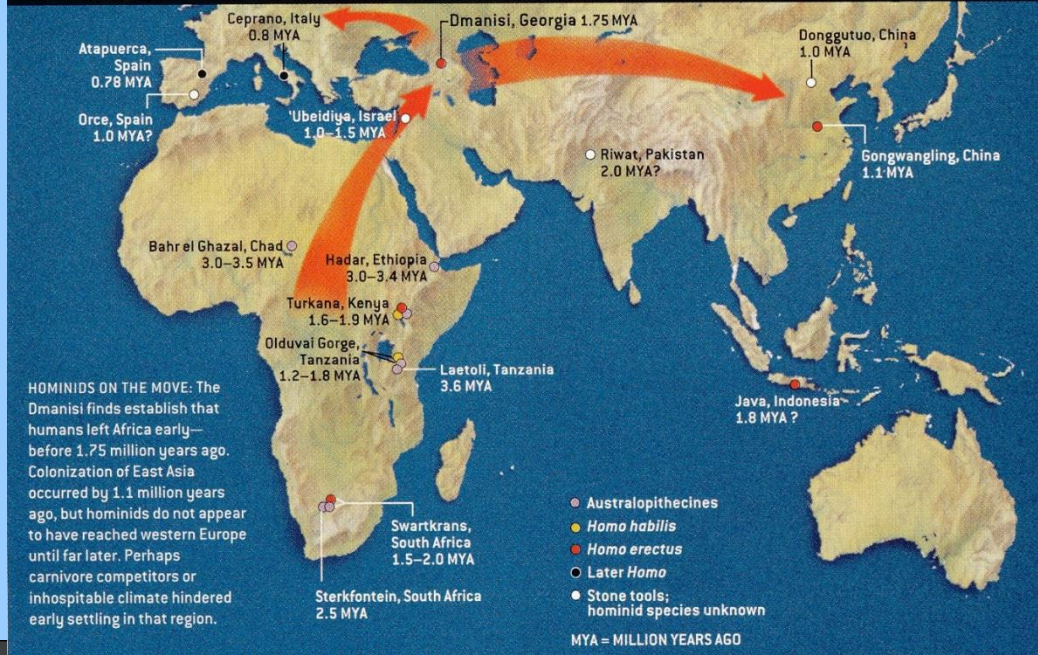 Ceprano, Italy
0.8 MYA
Dmanisi, Georgia 1.75 MYA
Donggutuo, China
1.0 MYA
Atapuerca,
Spain
0.78 MYA
Orce, Spain
1.0 MYA?
'Ubeidiya, Israel
1.0–1.5 MYA
Riwat, Pakistan
2.0 MYA?
Gongwangling, China
1.1 MYA
Bahr el Ghazal, Chad
3.0–3.5 MYA
Hadar, Ethiopia
3.0–3.4 MYA
Turkana, Kenya
1.6–1.9 MYA
Olduvai Gorge,
Tanzania
1.2–1.8 MYA
Laetoli, Tanzania
3.6 MYA
Java, Indonesia
1.8 MYA ?
HOMINIDS ON THE MOVE: The
Dmanisi finds establish that
humans left Africa early—
before 1.75 million years ago.
Colonization of East Asia
occurred by 1.1 million years
ago, but hominids do not appear
to have reached western Europe
until far later. Perhaps
carnivore competitors or
inhospitable climate hindered
early settling in that region.
Swartkrans,
South Africa
1.5–2.0 MYA
Sterkfontein, South Africa
2.5 MYA
Australopithecines
Homo habilis
Homo erectus
Later Homo
Stone tools;
hominid species unknown
MYA = MILLION YEARS AGO